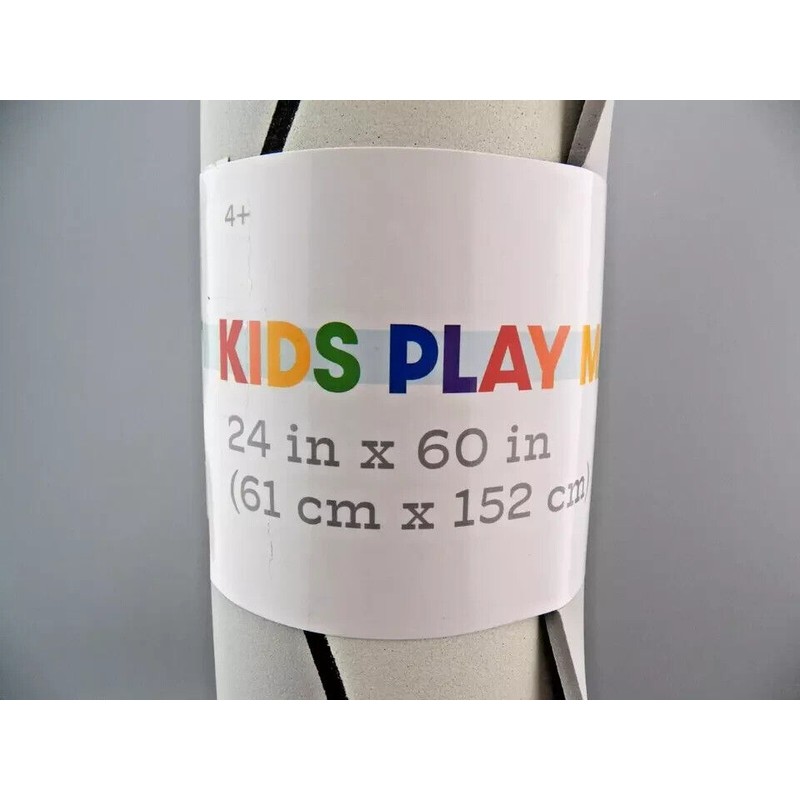 4+
KIDS PLAY M
24 in x 60 in
(61 cm x 152 cm)